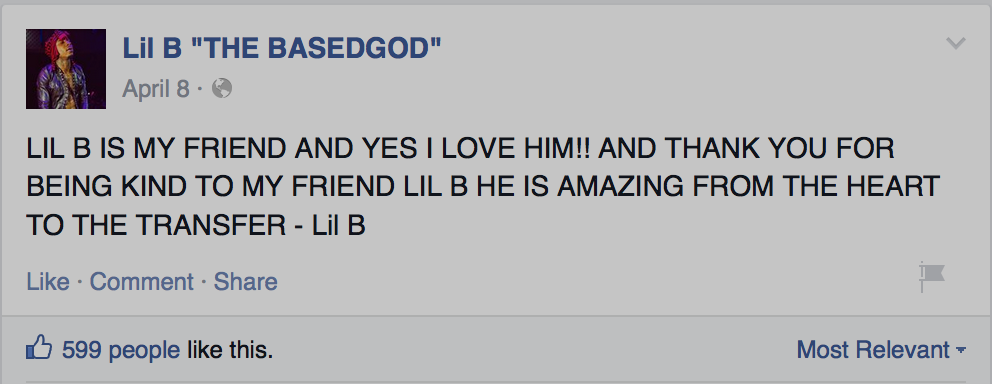 Lil B "THE BASEDGOD"
April 8 ·
LIL B IS MY FRIEND AND YES I LOVE HIM!! AND THANK YOU FOR
BEING KIND TO MY FRIEND LIL B HE IS AMAZING FROM THE HEART
TO THE TRANSFER - Lil B
Like · Comment · Share
599 people like this.
Most Relevant